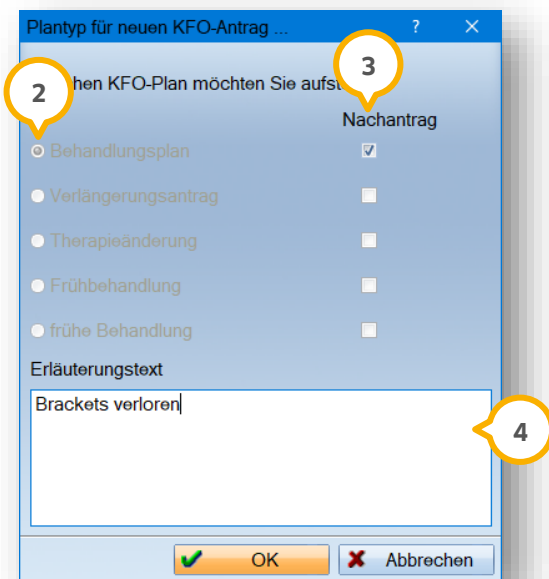 Plantyp für neuen KFO-Antrag ... ?
3
2
hen KFO-Plan möchten Sie aufst
Nachantrag
Behandlungsplan
Verlängerungsantrag
Therapieänderung
Frühbehandlung
frühe Behandlung
Erläuterungstext
Brackets verloren
4
OK Abbrechen